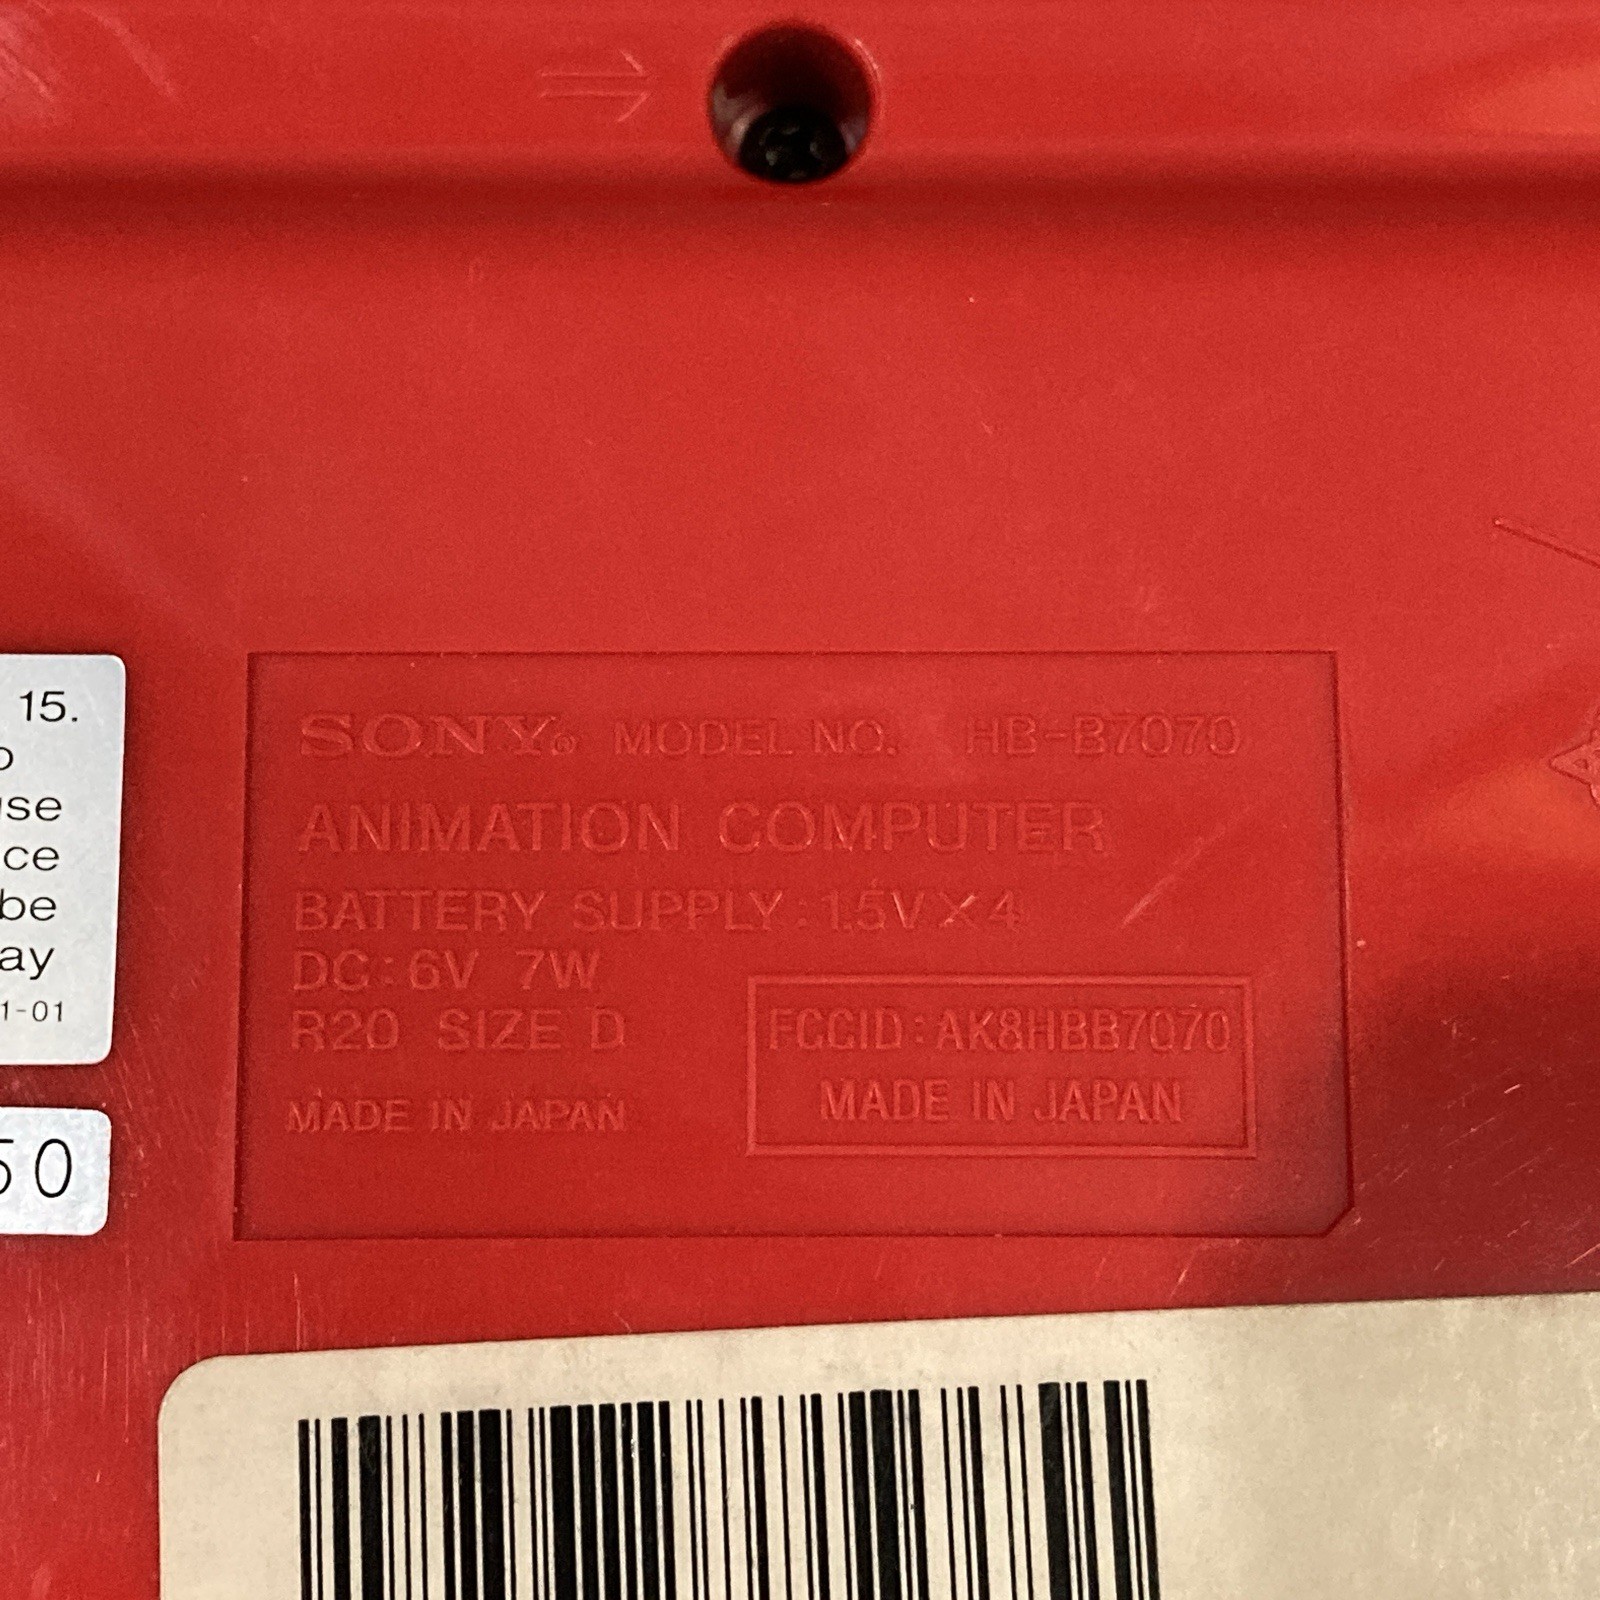 15.
use
ce
be
ay
1-01
50
SONY® MODEL NO. HB-B7070
ANIMATION COMPUTER
BATTERY SUPPLY : 1.5V×4
DC : 6V 7W
R20 SIZE D
MADE IN JAPAN
FCCID : AK8HBB7070
MADE IN JAPAN